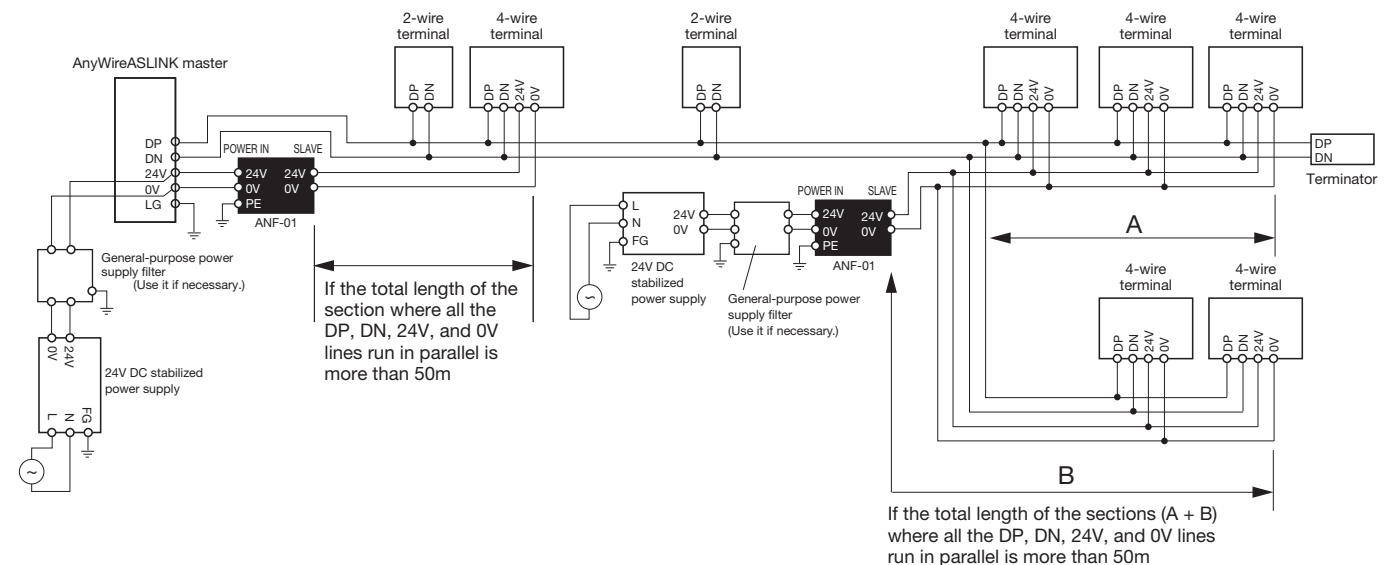 2-wire
terminal
4-wire
terminal
2-wire
terminal
4-wire
terminal
4-wire
terminal
4-wire
terminal
AnyWireASLINK master
DP
DN
DP
DN
24V
0V
DP
DN
DP
DN
24V
0V
DP
DN
24V
0V
DP
DN
24V
0V
DP
DN
24V
0V
LG
POWER IN
SLAVE
24V
0V
PE
24V
0V
ANF-01
DP
DN
Terminator
General-purpose power
supply filter
(Use it if necessary.)
0V
24V
24V DC stabilized
power supply
L
N
FG
~
If the total length of the
section where all the
DP, DN, 24V, and 0V
lines run in parallel is
more than 50m
L
N
FG
24V
0V
~
24V DC
stabilized
power supply
General-purpose power
supply filter
(Use it if necessary.)
POWER IN
SLAVE
24V
0V
PE
24V
0V
ANF-01
A
4-wire
terminal
4-wire
terminal
DP
DN
24V
0V
DP
DN
24V
0V
B
If the total length of the sections (A + B)
where all the DP, DN, 24V, and 0V lines
run in parallel is more than 50m